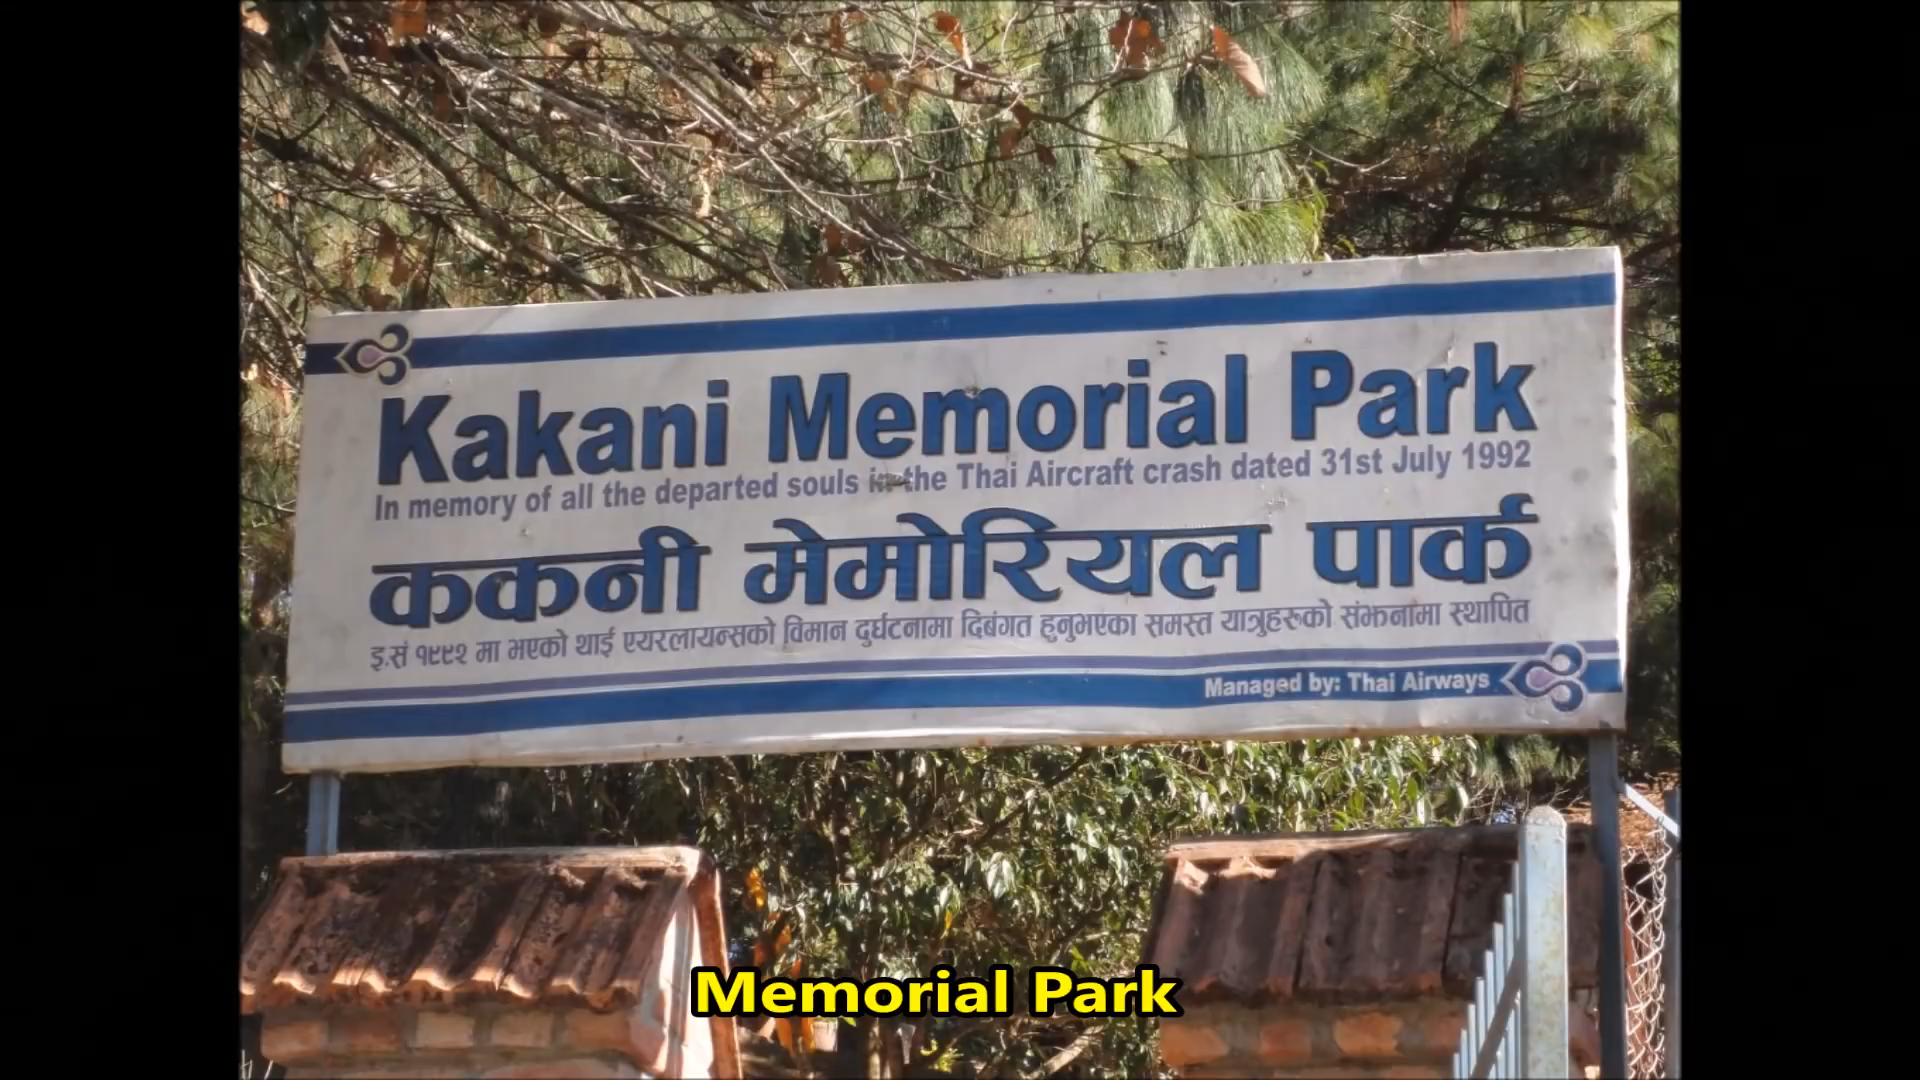 Kakani Memorial Park
In memory of all the departed souls in the Thai Aircraft crash dated 31st July 1992
ककनी मेमोरियल पार्क
इ.सं १९९२ मा भएको थाई एयरलायन्सको विमान दुर्घटनामा दिबंगत हुनुभएका समस्त यात्रुहरुको संझनामा स्थापित
Managed by: Thai Airways
Memorial Park